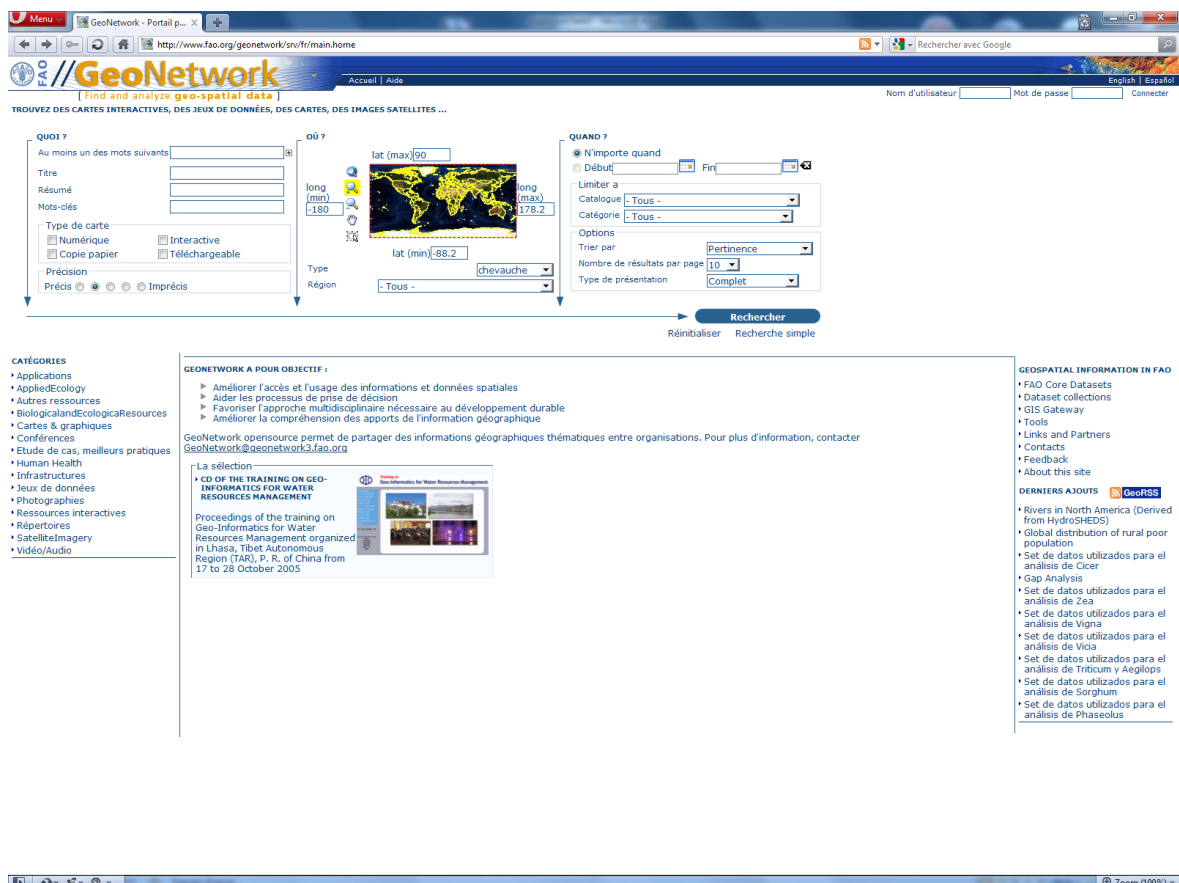 Menu
GeoNetwork - Portail p...
http://www.fao.org/geonetwork/srv/fr/main.home
Rechercher avec Google
FAO //GeoNetwork
[ Find and analyze geo-spatial data ]
Accueil | Aide
English | Español
Nom d'utilisateur Mot de passe Connecter
TROUVEZ DES CARTES INTERACTIVES, DES JEUX DE DONNÉES, DES CARTES, DES IMAGES SATELLITES ...
QUOI ?
Au moins un des mots suivants
Titre
Résumé
Mots-clés
Type de carte
Numérique Interactive
Copie papier Téléchargeable
Précision
Précis Imprécis
OÙ ?
lat (max) 90
long (min) -180
long (max) 178.2
lat (min) -88.2
Type chevauche
Région - Tous -
QUAND ?
N'importe quand
Début Fin
Limiter a
Catalogue - Tous -
Catégorie - Tous -
Options
Trier par Pertinence
Nombre de résultats par page 10
Type de présentation Complet
Rechercher
Réinitialiser Recherche simple
CATÉGORIES
Applications
AppliedEcology
Autres ressources
BiologicalandEcologicaResources
Cartes & graphiques
Conférences
Etude de cas, meilleurs pratiques
Human Health
Infrastructures
Jeux de données
Photographies
Ressources interactives
Répertoires
SatelliteImagery
Vidéo/Audio
GEONETWORK A POUR OBJECTIF :
Améliorer l'accès et l'usage des informations et données spatiales
Aider les processus de prise de décision
Favoriser l'approche multidisciplinaire nécessaire au développement durable
Améliorer la compréhension des apports de l'information géographique
GeoNetwork opensource permet de partager des informations géographiques thématiques entre organisations. Pour plus d'information, contacter
GeoNetwork@geonetwork3.fao.org
La sélection
CD OF THE TRAINING ON GEO-
INFORMATICS FOR WATER
RESOURCES MANAGEMENT
Proceedings of the training on
Geo-Informatics for Water
Resources Management organized
in Lhasa, Tibet Autonomous
Region (TAR), P. R. of China from
17 to 28 October 2005
Training on
Geo-Informatics for Water Resources Management
GEOSPATIAL INFORMATION IN FAO
FAO Core Datasets
Dataset collections
GIS Gateway
Tools
Links and Partners
Contacts
Feedback
About this site
DERNIERS AJOUTS GeoRSS
Rivers in North America (Derived
from HydroSHEDS)
Global distribution of rural poor
population
Set de datos utilizados para el
análisis de Cicer
Gap Analysis
Set de datos utilizados para el
análisis de Zea
Set de datos utilizados para el
análisis de Vigna
Set de datos utilizados para el
análisis de Vicia
Set de datos utilizados para el
análisis de Triticum y Aegilops
Set de datos utilizados para el
análisis de Sorghum
Set de datos utilizados para el
análisis de Phaseolus
Zoom (100%)